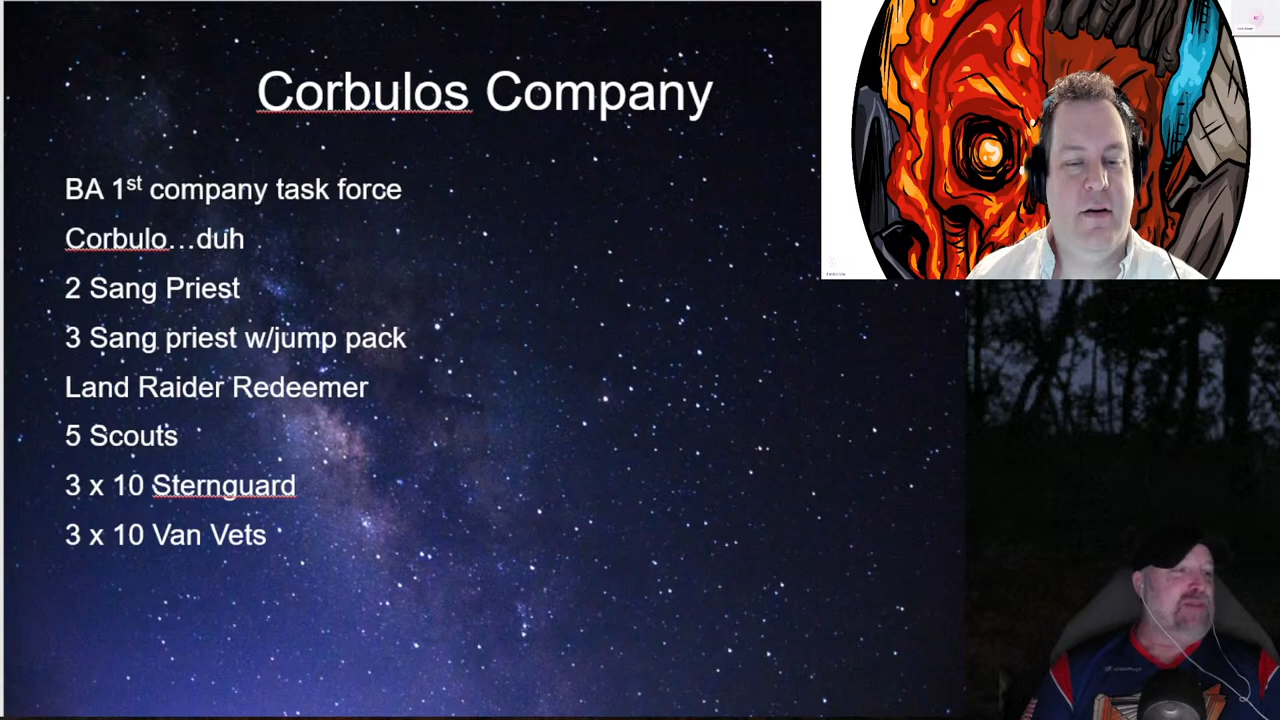 Corbulos Company
BA 1st company task force
Corbulo…duh
2 Sang Priest
3 Sang priest w/jump pack
Land Raider Redeemer
5 Scouts
3 x 10 Sternguard
3 x 10 Van Vets